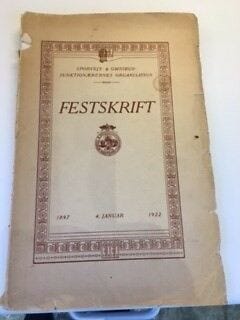 SPORVEJS- & OMNIBUS-
FUNKTIONÆRERNES ORGANISATION
FESTSKRIFT
1897 4. JANUAR 1922